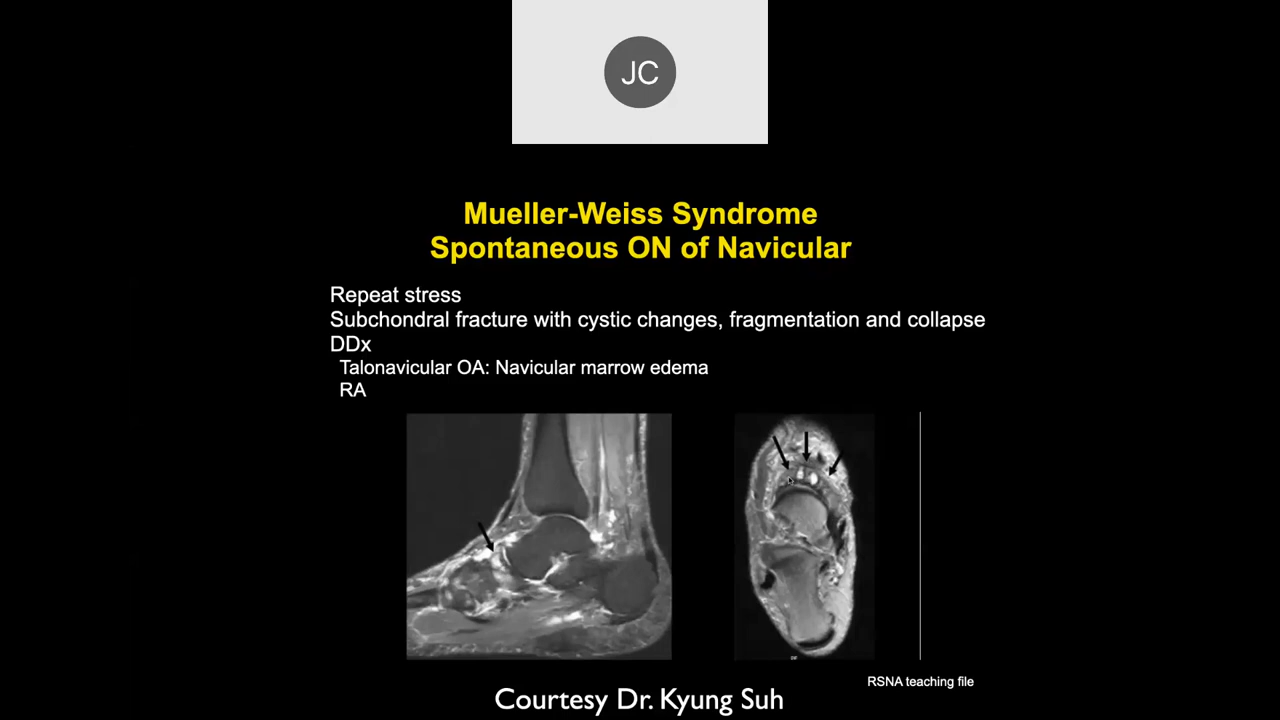 JC
Mueller-Weiss Syndrome
Spontaneous ON of Navicular
Repeat stress
Subchondral fracture with cystic changes, fragmentation and collapse
DDx
Talonavicular OA: Navicular marrow edema
RA
RSNA teaching file
Courtesy Dr. Kyung Suh